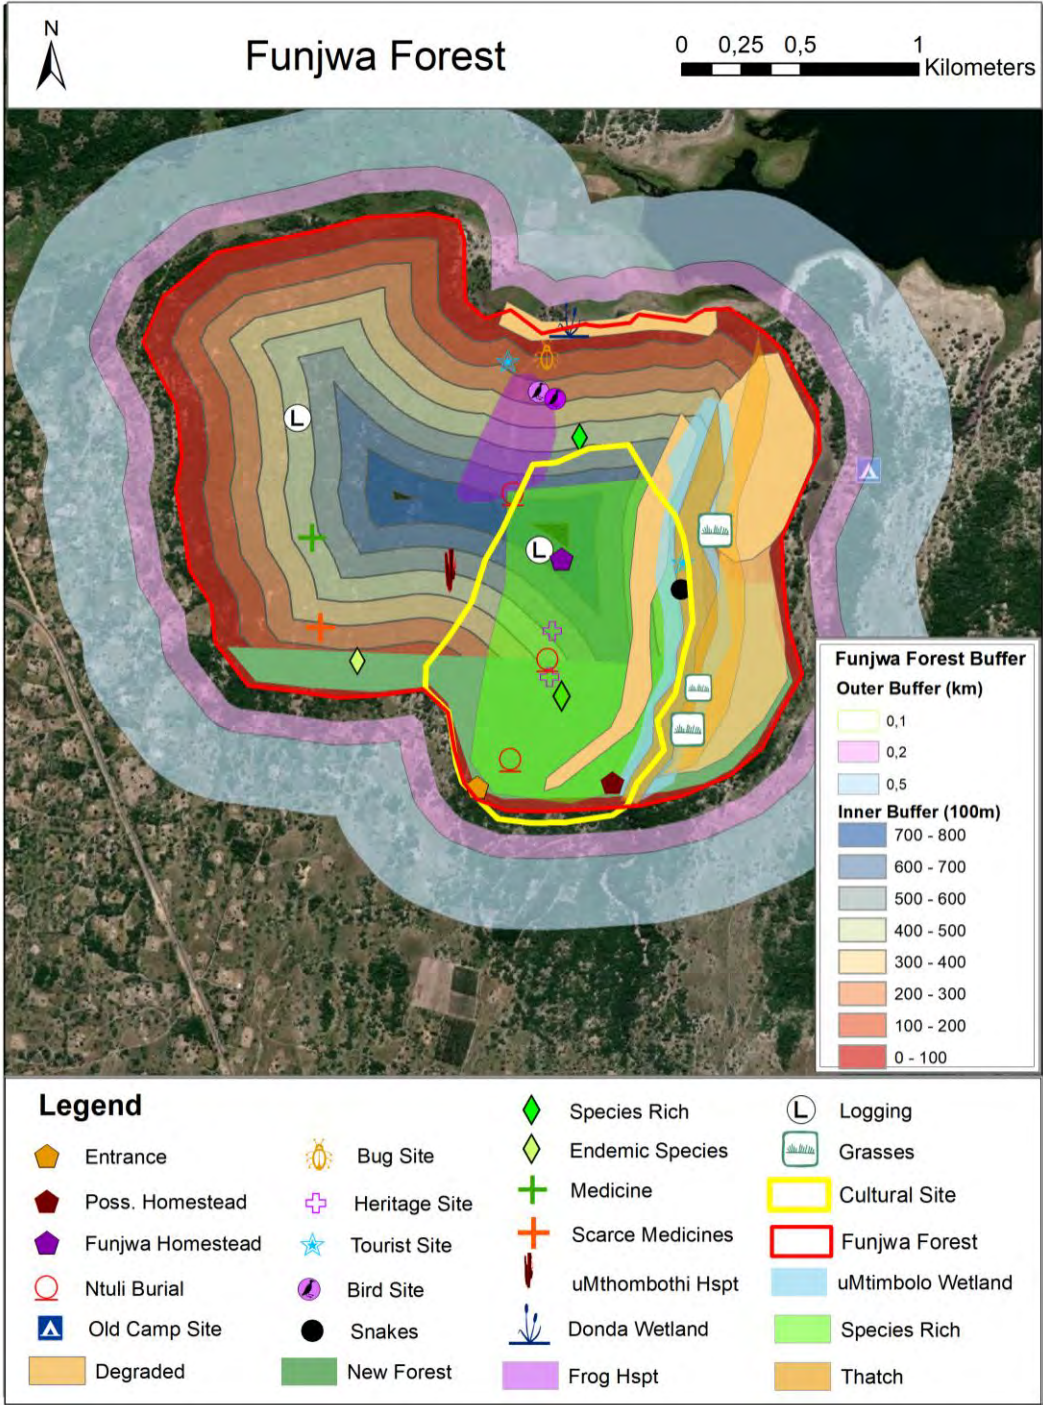 N
Funjwa Forest
0 0,25 0,5 1
Kilometers
L
L
Funjwa Forest Buffer
Outer Buffer (km)
0,1
0,2
0,5
Inner Buffer (100m)
700 - 800
600 - 700
500 - 600
400 - 500
300 - 400
200 - 300
100 - 200
0 - 100
Legend
Entrance
Poss. Homestead
Funjwa Homestead
Ntuli Burial
Old Camp Site
Degraded
Bug Site
Heritage Site
Tourist Site
Bird Site
Snakes
New Forest
Species Rich
Endemic Species
Medicine
Scarce Medicines
uMthombothi Hspt
Donda Wetland
Frog Hspt
L Logging
Grasses
Cultural Site
Funjwa Forest
uMtimbolo Wetland
Species Rich
Thatch